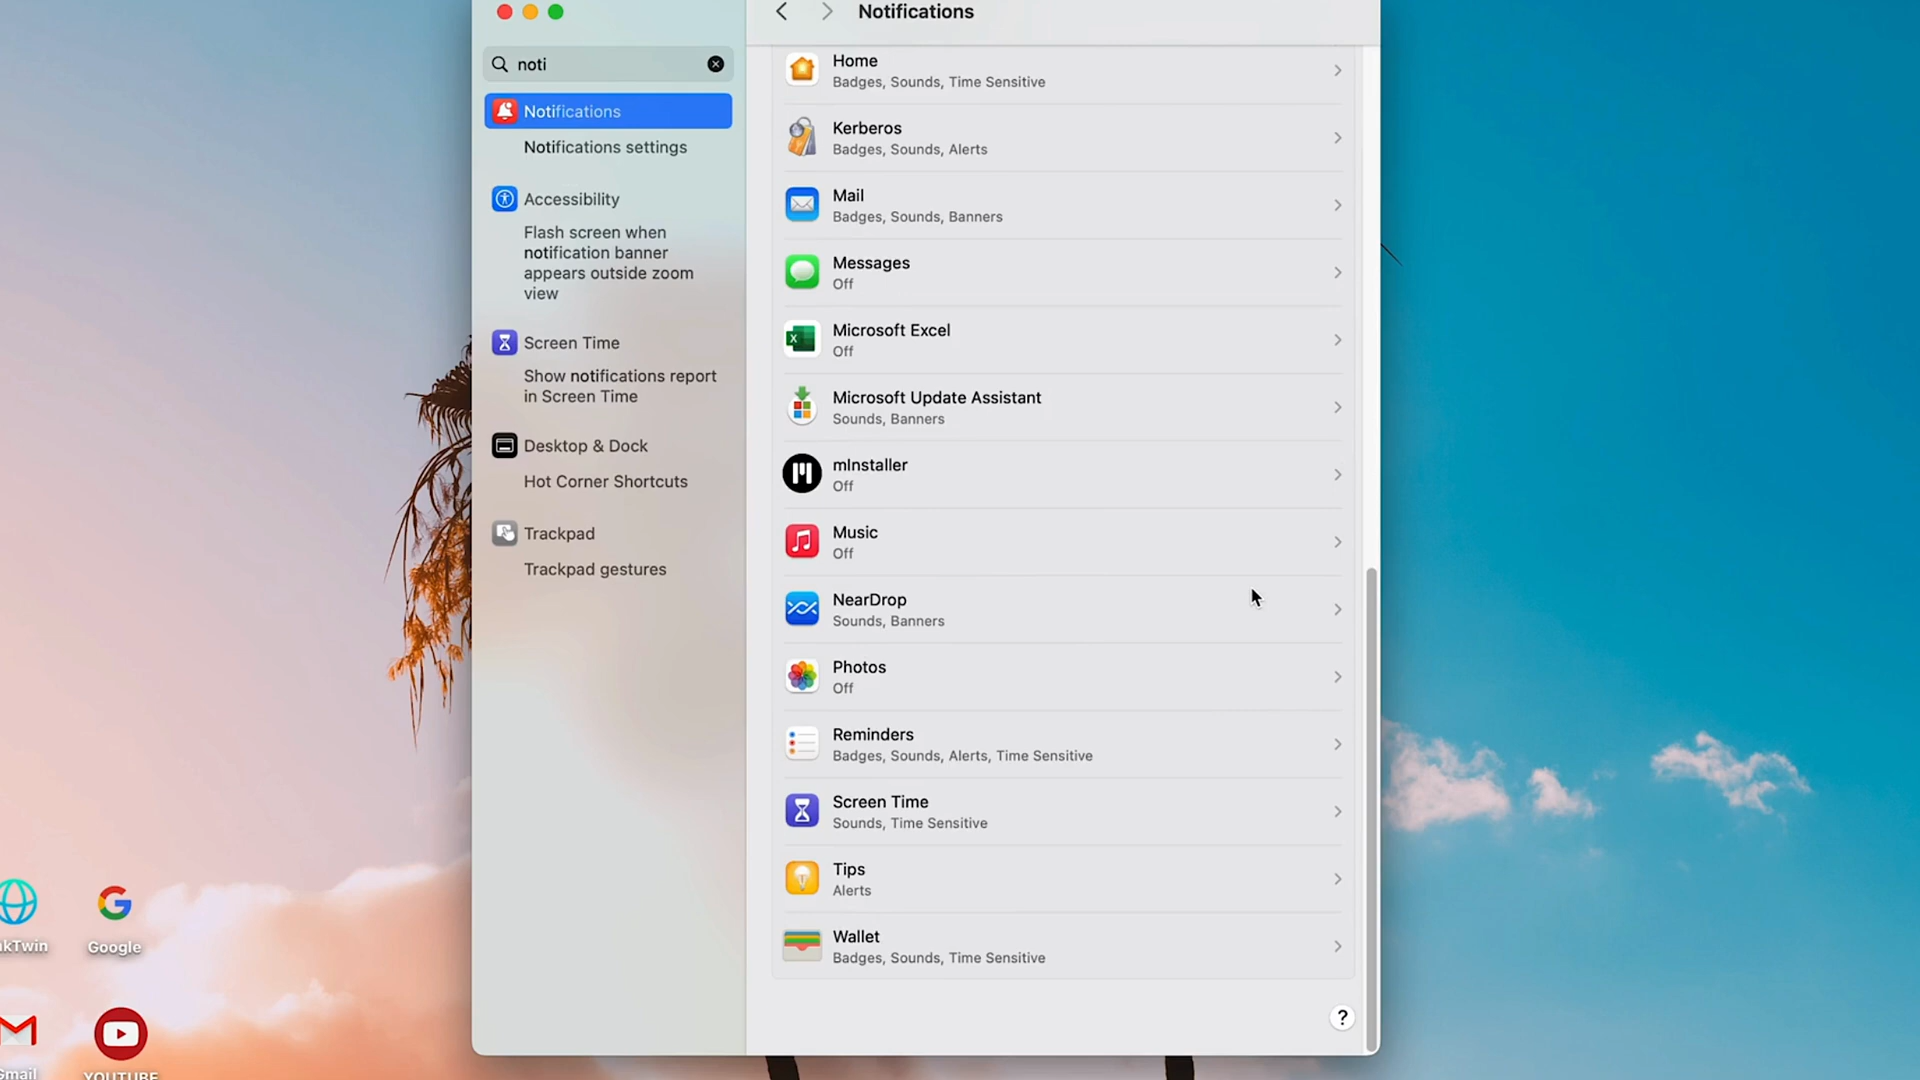 Notifications
noti
Notifications
Notifications settings
Accessibility
Flash screen when
notification banner
appears outside zoom
view
Screen Time
Show notifications report
in Screen Time
Desktop & Dock
Hot Corner Shortcuts
Trackpad
Trackpad gestures
Home
Badges, Sounds, Time Sensitive
Kerberos
Badges, Sounds, Alerts
Mail
Badges, Sounds, Banners
Messages
Off
Microsoft Excel
Off
Microsoft Update Assistant
Sounds, Banners
mInstaller
Off
Music
Off
NearDrop
Sounds, Banners
Photos
Off
Reminders
Badges, Sounds, Alerts, Time Sensitive
Screen Time
Sounds, Time Sensitive
Tips
Alerts
Wallet
Badges, Sounds, Time Sensitive
?
kTwin
Google
Gmail
YOUTUBE